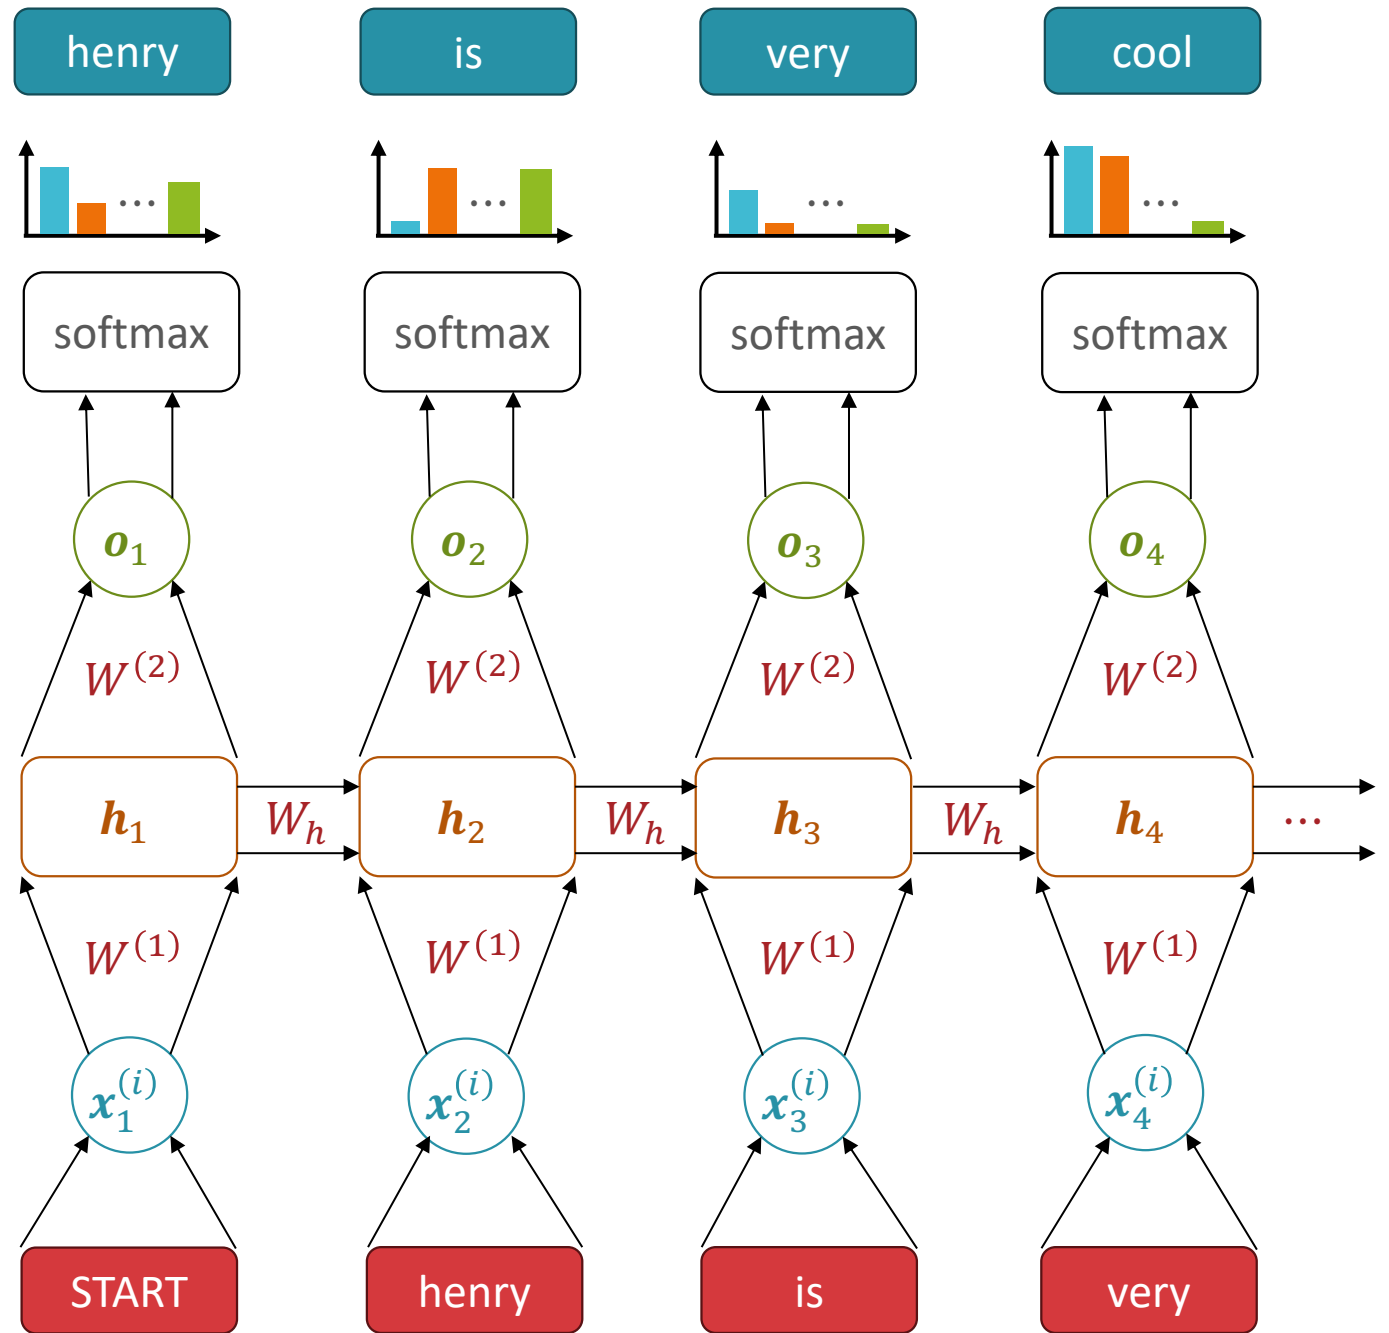 henry is very cool
... ... ... ...
softmax softmax softmax softmax
o₁ o₂ o₃ o₄
W⁽²⁾ W⁽²⁾ W⁽²⁾ W⁽²⁾
h₁ Wₕ h₂ Wₕ h₃ Wₕ h₄ ...
W⁽¹⁾ W⁽¹⁾ W⁽¹⁾ W⁽¹⁾
x₁⁽ⁱ⁾ x₂⁽ⁱ⁾ x₃⁽ⁱ⁾ x₄⁽ⁱ⁾
START henry is very